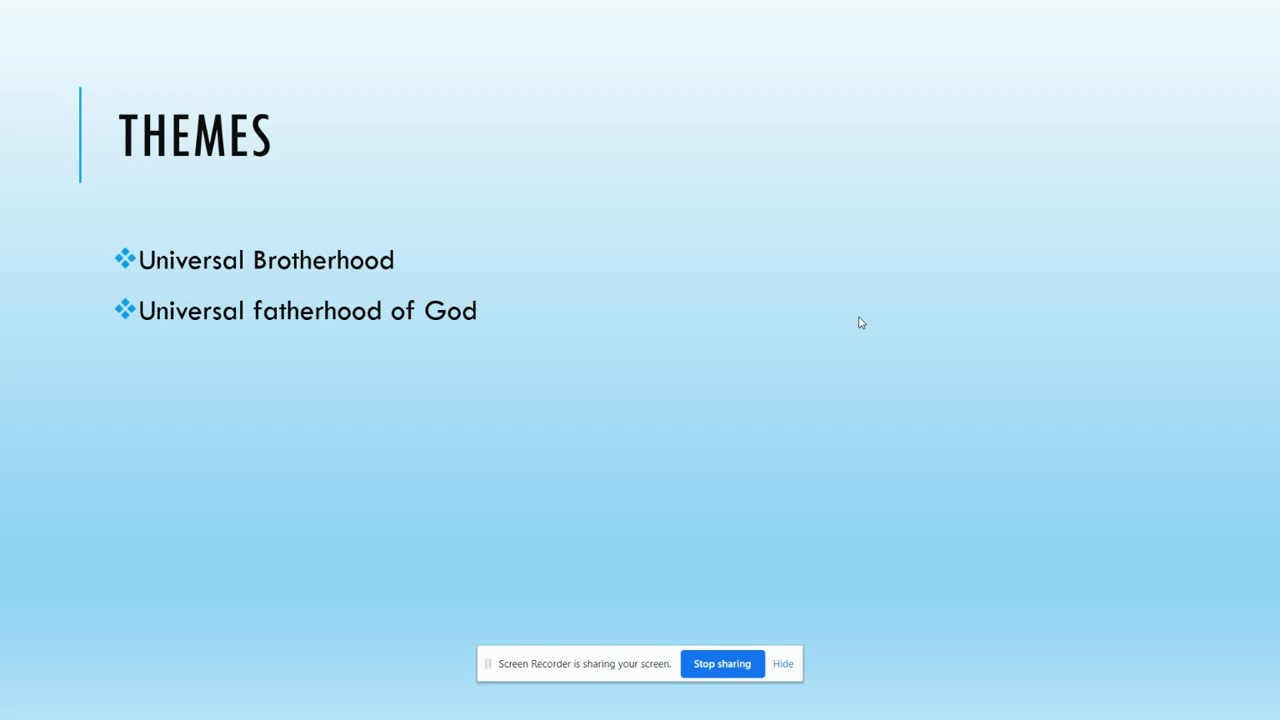 THEMES
Universal Brotherhood
Universal fatherhood of God
Screen Recorder is sharing your screen. Stop sharing Hide